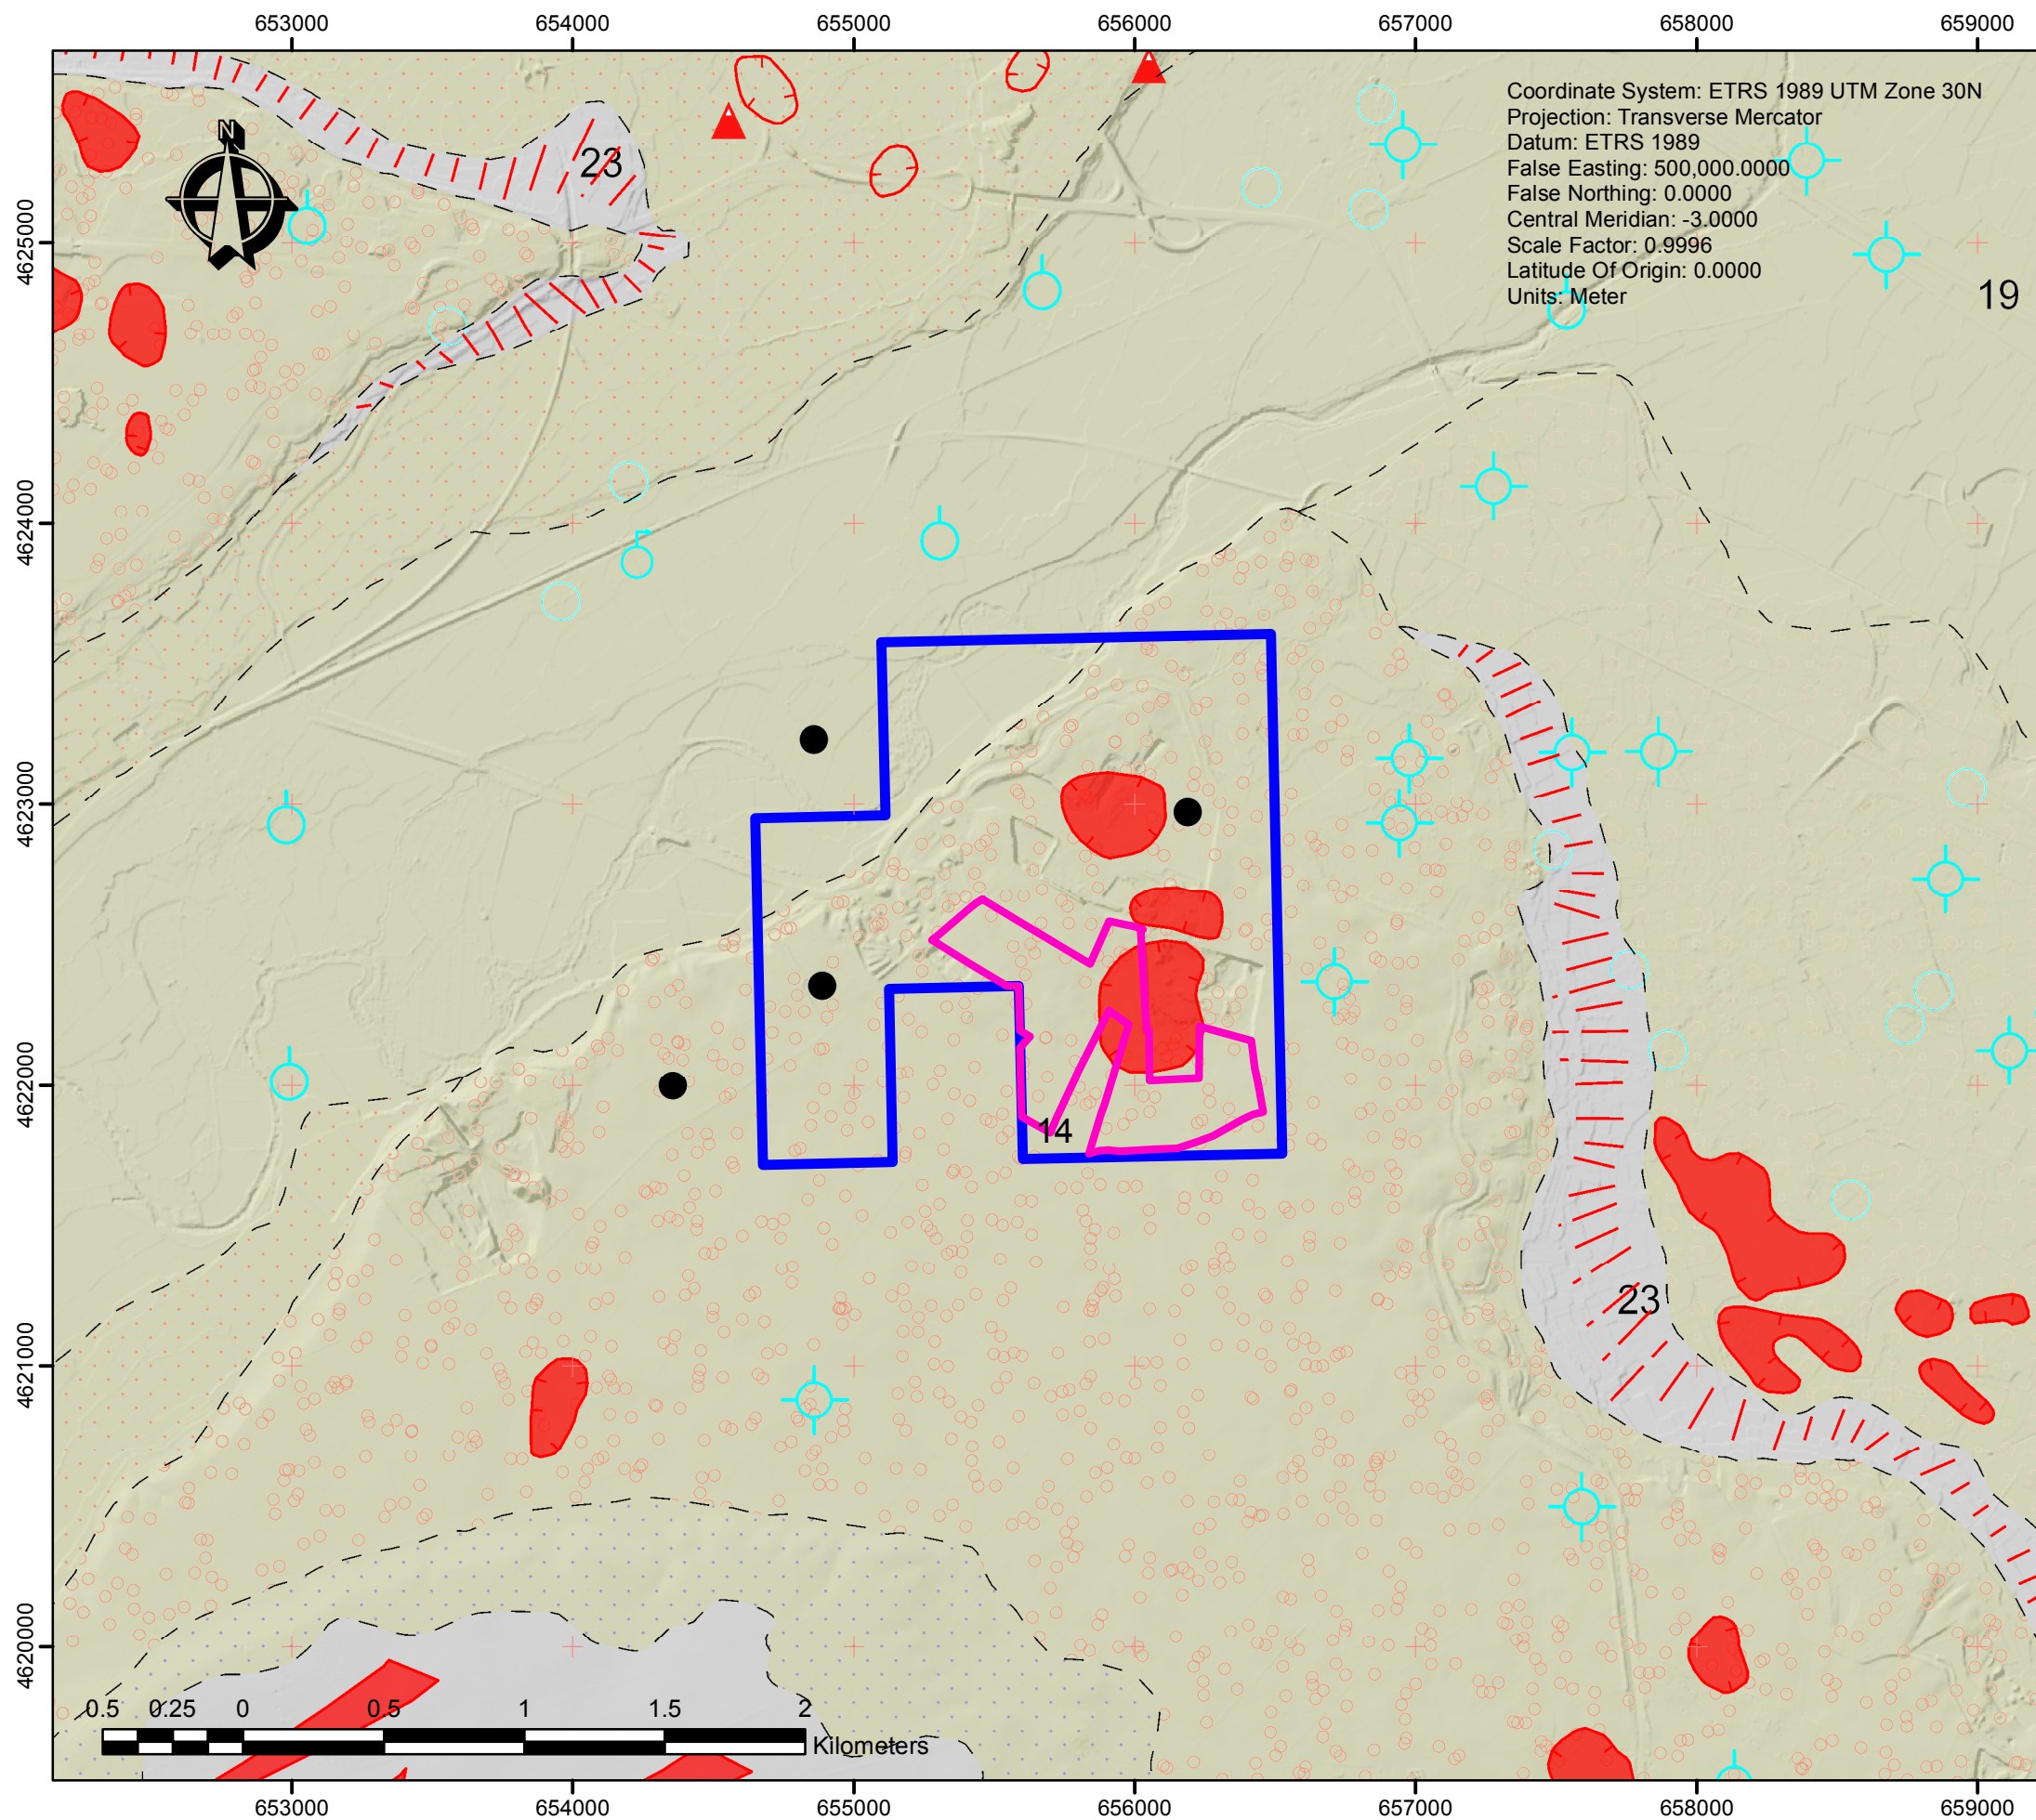 653000 654000 655000 656000 657000 658000 659000
Coordinate System: ETRS 1989 UTM Zone 30N
Projection: Transverse Mercator
Datum: ETRS 1989
False Easting: 500,000.0000
False Northing: 0.0000
Central Meridian: -3.0000
Scale Factor: 0.9996
Latitude Of Origin: 0.0000
Units: Meter
N
23
19
4625000
4624000
4623000
4622000
4621000
4620000
14
23
0.5 0.25 0 0.5 1 1.5 2
Kilometers
653000 654000 655000 656000 657000 658000 659000